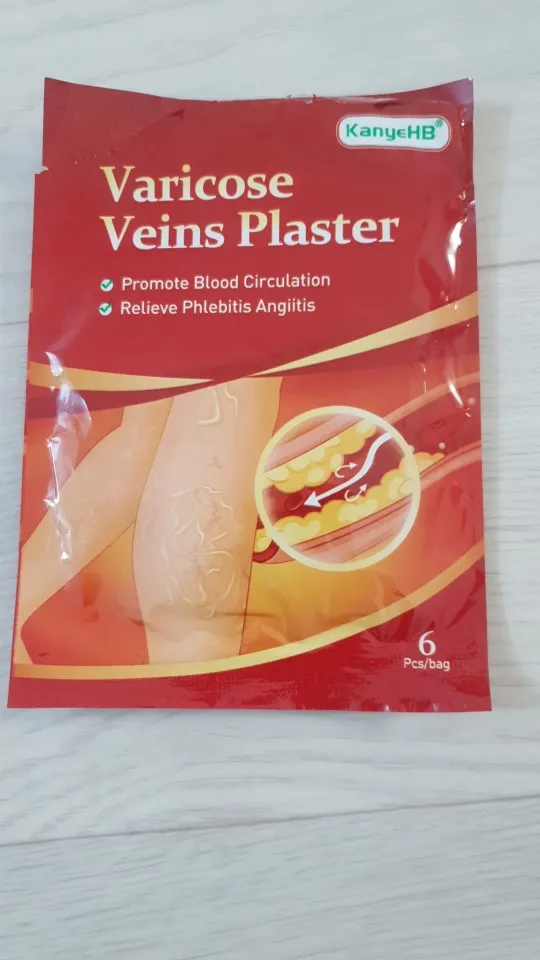 KanyeHB®
Varicose
Veins Plaster
Promote Blood Circulation
Relieve Phlebitis Angiitis
6
Pcs/bag